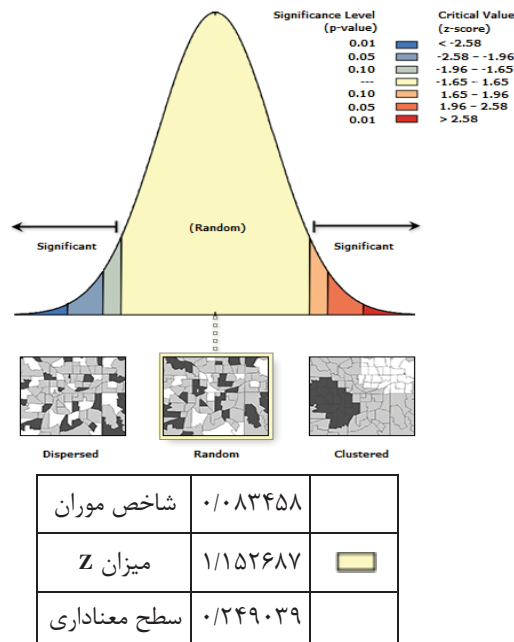 Significance Level Critical Value
(p-value) (z-score)
0.01 < -2.58
0.05 -2.58 – -1.96
0.10 -1.96 – -1.65
--- -1.65 - 1.65
0.10 1.65 - 1.96
0.05 1.96 - 2.58
0.01 > 2.58
(Random)
Significant Significant
Dispersed Random Clustered
شاخص موران ۰/۰۸۳۴۵۸
میزان Z ۱/۱۵۲۶۸۷
سطح معناداری ۰/۲۴۹۰۳۹